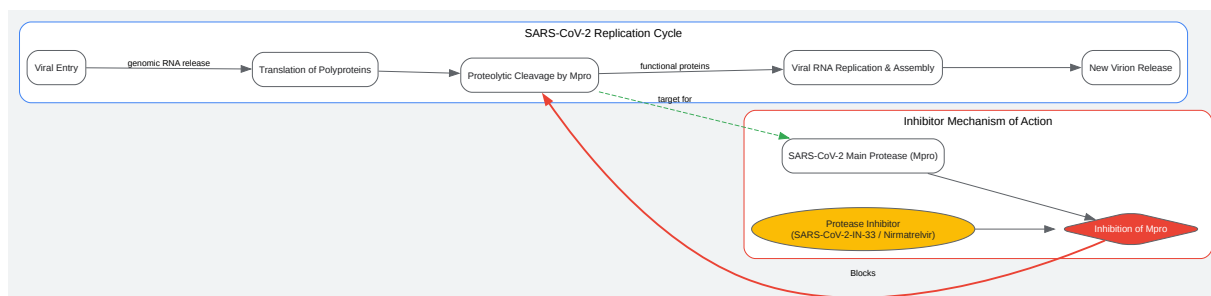 SARS-CoV-2 Replication Cycle
Viral Entry
genomic RNA release
Translation of Polyproteins
Proteolytic Cleavage by Mpro
functional proteins
Viral RNA Replication & Assembly
New Virion Release
target for
Inhibitor Mechanism of Action
SARS-CoV-2 Main Protease (Mpro)
Protease Inhibitor
(SARS-CoV-2-IN-33 / Nirmatrelvir)
Inhibition of Mpro
Blocks